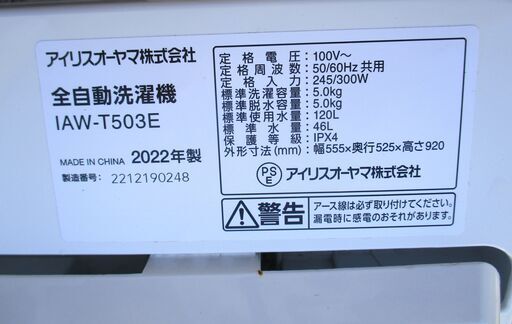 アイリスオーヤマ株式会社
全自動洗濯機
IAW-T503E
MADE IN CHINA 2022年製
製造番号: 2212190248
定格電圧: 100V～
定格周波数: 50/60Hz 共用
定格入力: 245/300W
標準洗濯容量: 5.0kg
標準脱水容量: 5.0kg
標準使用水量: 120L
標準水量: 46L
保護等級: IPX4
外形寸法(mm): 幅555×奥行525×高さ920
PS
E
アイリスオーヤマ株式会社
警告
アース線は必ず取り付けてください。
漏電時に感電のおそれがあります。